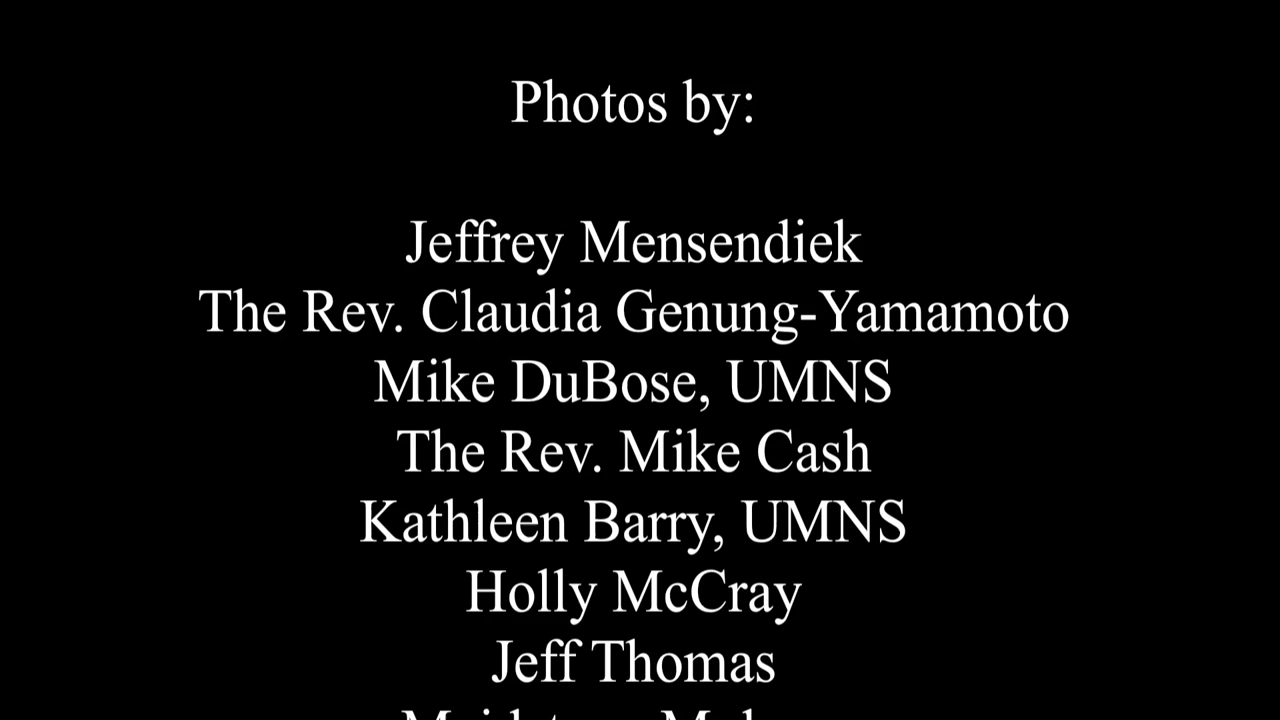 Photos by:
Jeffrey Mensendiek
The Rev. Claudia Genung-Yamamoto
Mike DuBose, UMNS
The Rev. Mike Cash
Kathleen Barry, UMNS
Holly McCray
Jeff Thomas